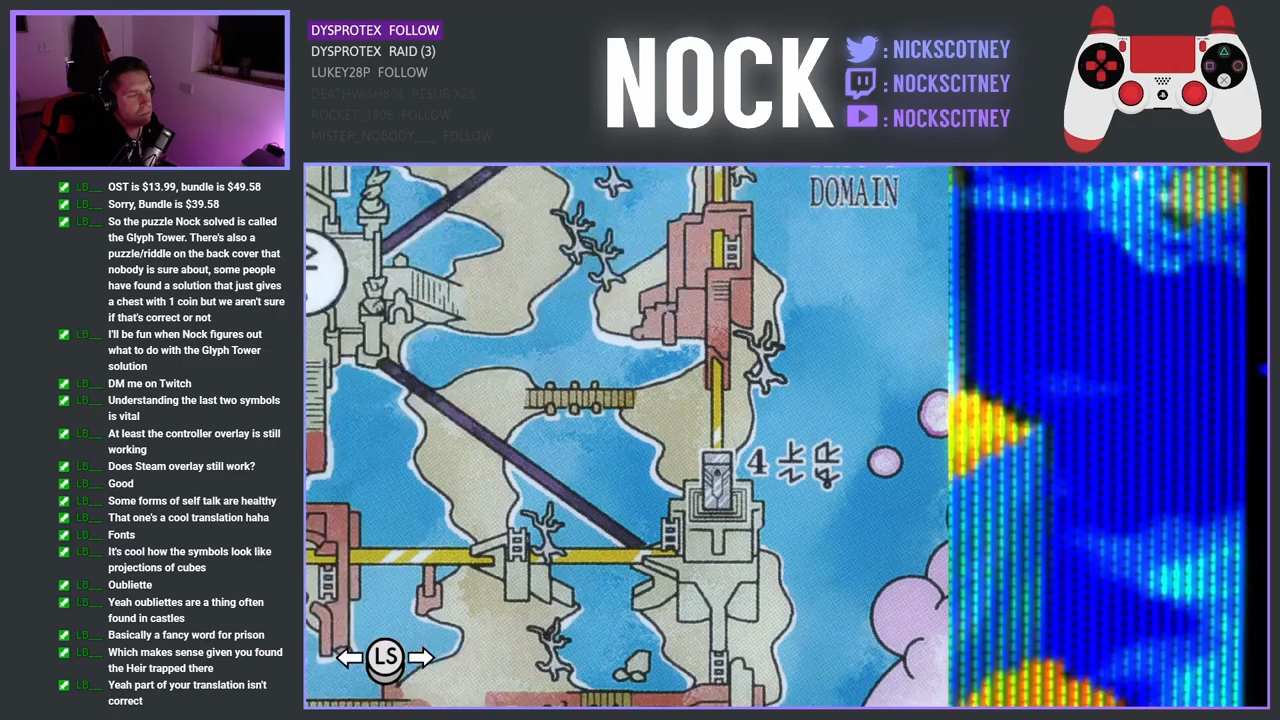 DYSPROTEX FOLLOW
DYSPROTEX RAID (3)
LUKEY28P FOLLOW
DEATHWISH808 RESUB X28
ROCKET_1806 FOLLOW
MISTER_NOBODY___ FOLLOW
NOCK
: NICKSCOTNEY
: NOCKSCITNEY
: NOCKSCITNEY
LB__ OST is $13.99, bundle is $49.58
LB__ Sorry, Bundle is $39.58
LB__ So the puzzle Nock solved is called
the Glyph Tower. There's also a
puzzle/riddle on the back cover that
nobody is sure about, some people
have found a solution that just gives
a chest with 1 coin but we aren't sure
if that's correct or not
LB__ I'll be fun when Nock figures out
what to do with the Glyph Tower
solution
LB__ DM me on Twitch
LB__ Understanding the last two symbols
is vital
LB__ At least the controller overlay is still
working
LB__ Does Steam overlay still work?
LB__ Good
LB__ Some forms of self talk are healthy
LB__ That one's a cool translation haha
LB__ Fonts
LB__ It's cool how the symbols look like
projections of cubes
LB__ Oubliette
LB__ Yeah oubliettes are a thing often
found in castles
LB__ Basically a fancy word for prison
LB__ Which makes sense given you found
the Heir trapped there
LB__ Yeah part of your translation isn't
correct
DOMAIN
4
LS